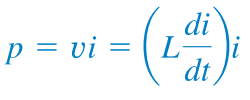 p = vi = (L di/dt) i